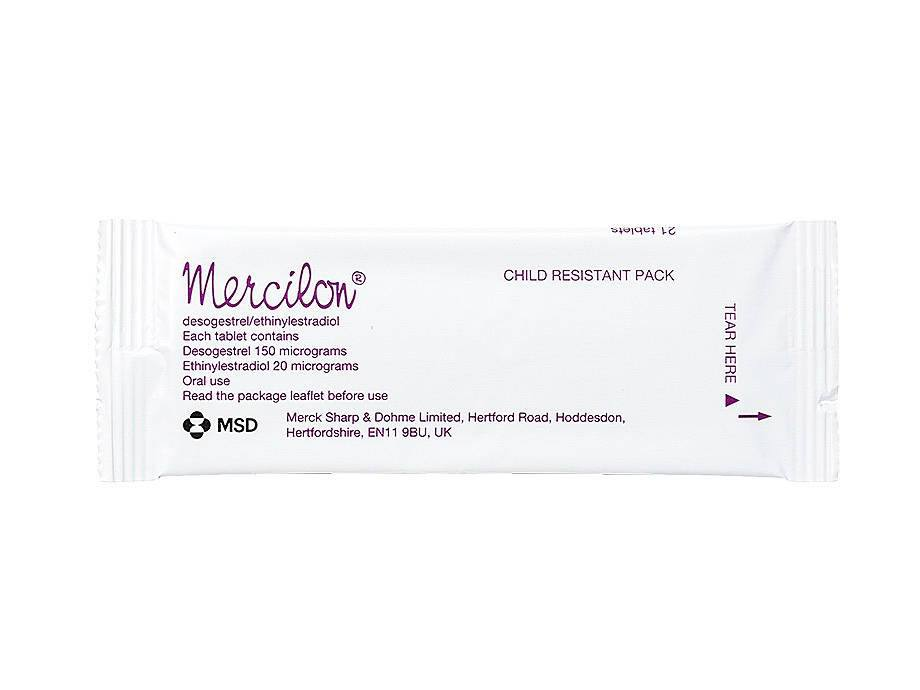 21 tablets
Mercilon®
CHILD RESISTANT PACK
desogestrel/ethinylestradiol
Each tablet contains
Desogestrel 150 micrograms
Ethinylestradiol 20 micrograms
Oral use
Read the package leaflet before use
TEAR HERE
MSD
Merck Sharp & Dohme Limited, Hertford Road, Hoddesdon,
Hertfordshire, EN11 9BU, UK